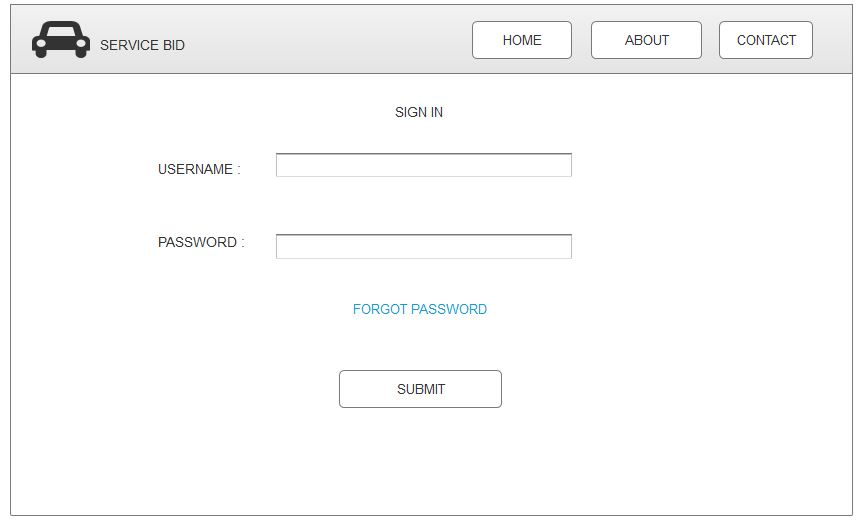 SERVICE BID
HOME
ABOUT
CONTACT
SIGN IN
USERNAME :
PASSWORD :
FORGOT PASSWORD
SUBMIT